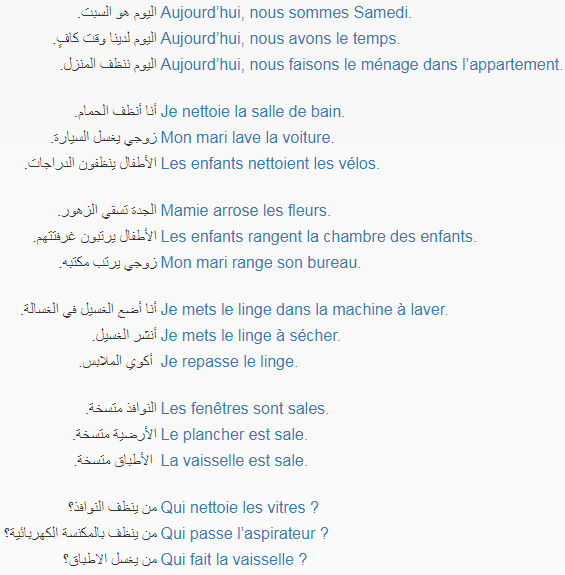 اليوم هو السبت. Aujourd’hui, nous sommes Samedi.
اليوم لدينا وقت كافٍ. Aujourd’hui, nous avons le temps.
اليوم ننظف المنزل. Aujourd’hui, nous faisons le ménage dans l’appartement.
أنا أنظف الحمام. Je nettoie la salle de bain.
زوجي يغسل السيارة. Mon mari lave la voiture.
الأطفال ينظفون الدراجات. Les enfants nettoient les vélos.
الجدة تسقي الزهور. Mamie arrose les fleurs.
الأطفال يرتبون غرفتتهم. Les enfants rangent la chambre des enfants.
زوجي يرتب مكتبه. Mon mari range son bureau.
أنا أضع الغسيل في الغسالة. Je mets le linge dans la machine à laver.
أنشر الغسيل. Je mets le linge à sécher.
أكوي الملابس. Je repasse le linge.
النوافذ متسخة. Les fenêtres sont sales.
الأرضية متسخة. Le plancher est sale.
الأطباق متسخة. La vaisselle est sale.
من ينظف النوافذ؟ Qui nettoie les vitres ?
من ينظف بالمكنسة الكهربائية؟ Qui passe l’aspirateur ?
من يغسل الاطباق؟ Qui fait la vaisselle ?